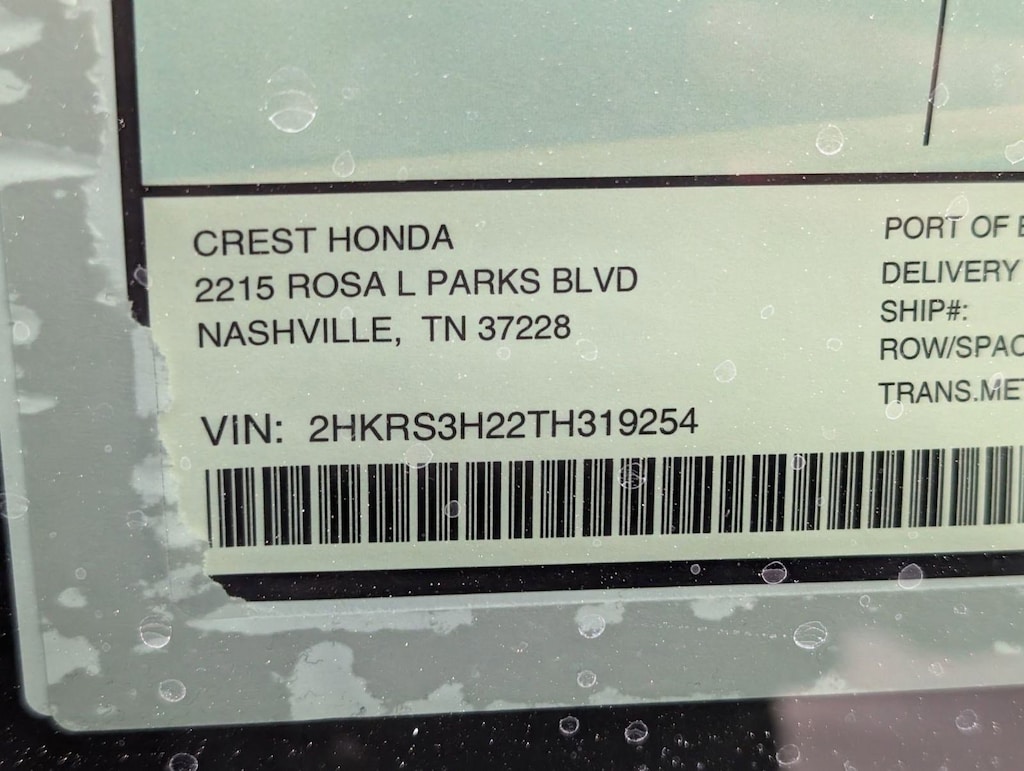 CREST HONDA
2215 ROSA L PARKS BLVD
NASHVILLE, TN 37228
VIN: 2HKRS3H22TH319254
PORT OF
DELIVERY
SHIP#:
ROW/SPAC
TRANS.MET